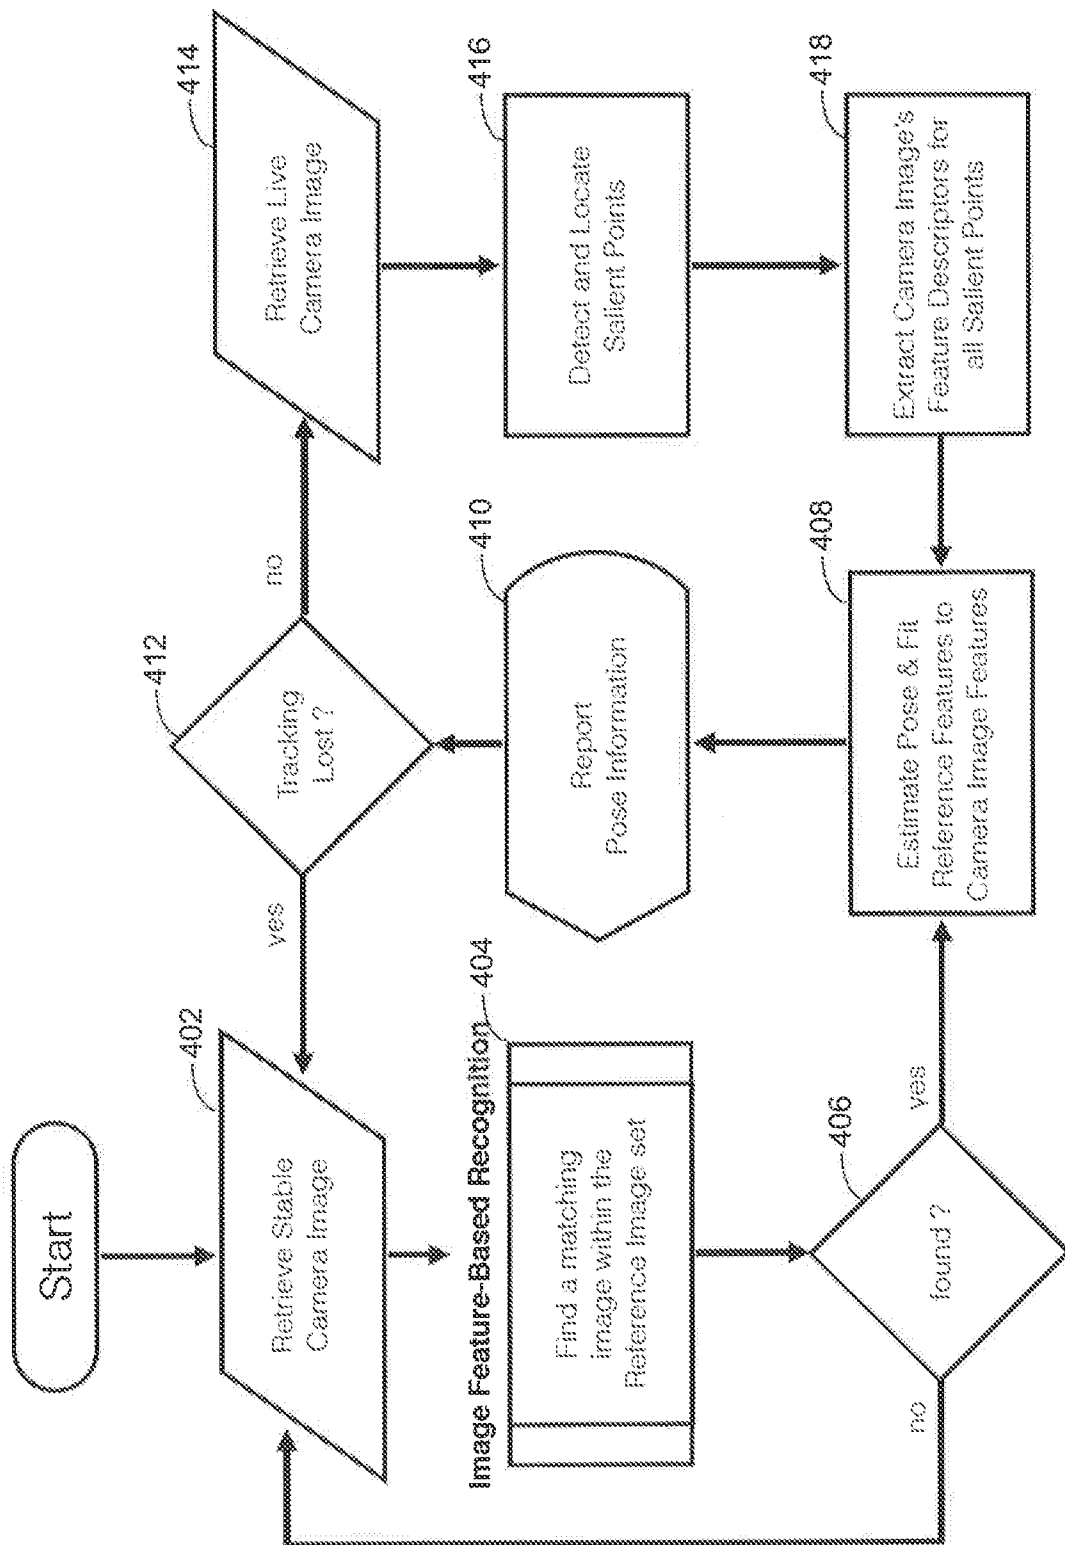 Start
402
Retrieve Stable
Camera Image
Image Feature-Based Recognition
404
Find a matching
image within the
Reference Image set
406
found ?
no
yes
408
Estimate Pose & Fit
Reference Features to
Camera Image Features
410
Report
Pose Information
412
Tracking
Lost ?
yes
no
414
Retrieve Live
Camera Image
416
Detect and Locate
Salient Points
418
Extract Camera Image's
Feature Descriptors for
all Salient Points